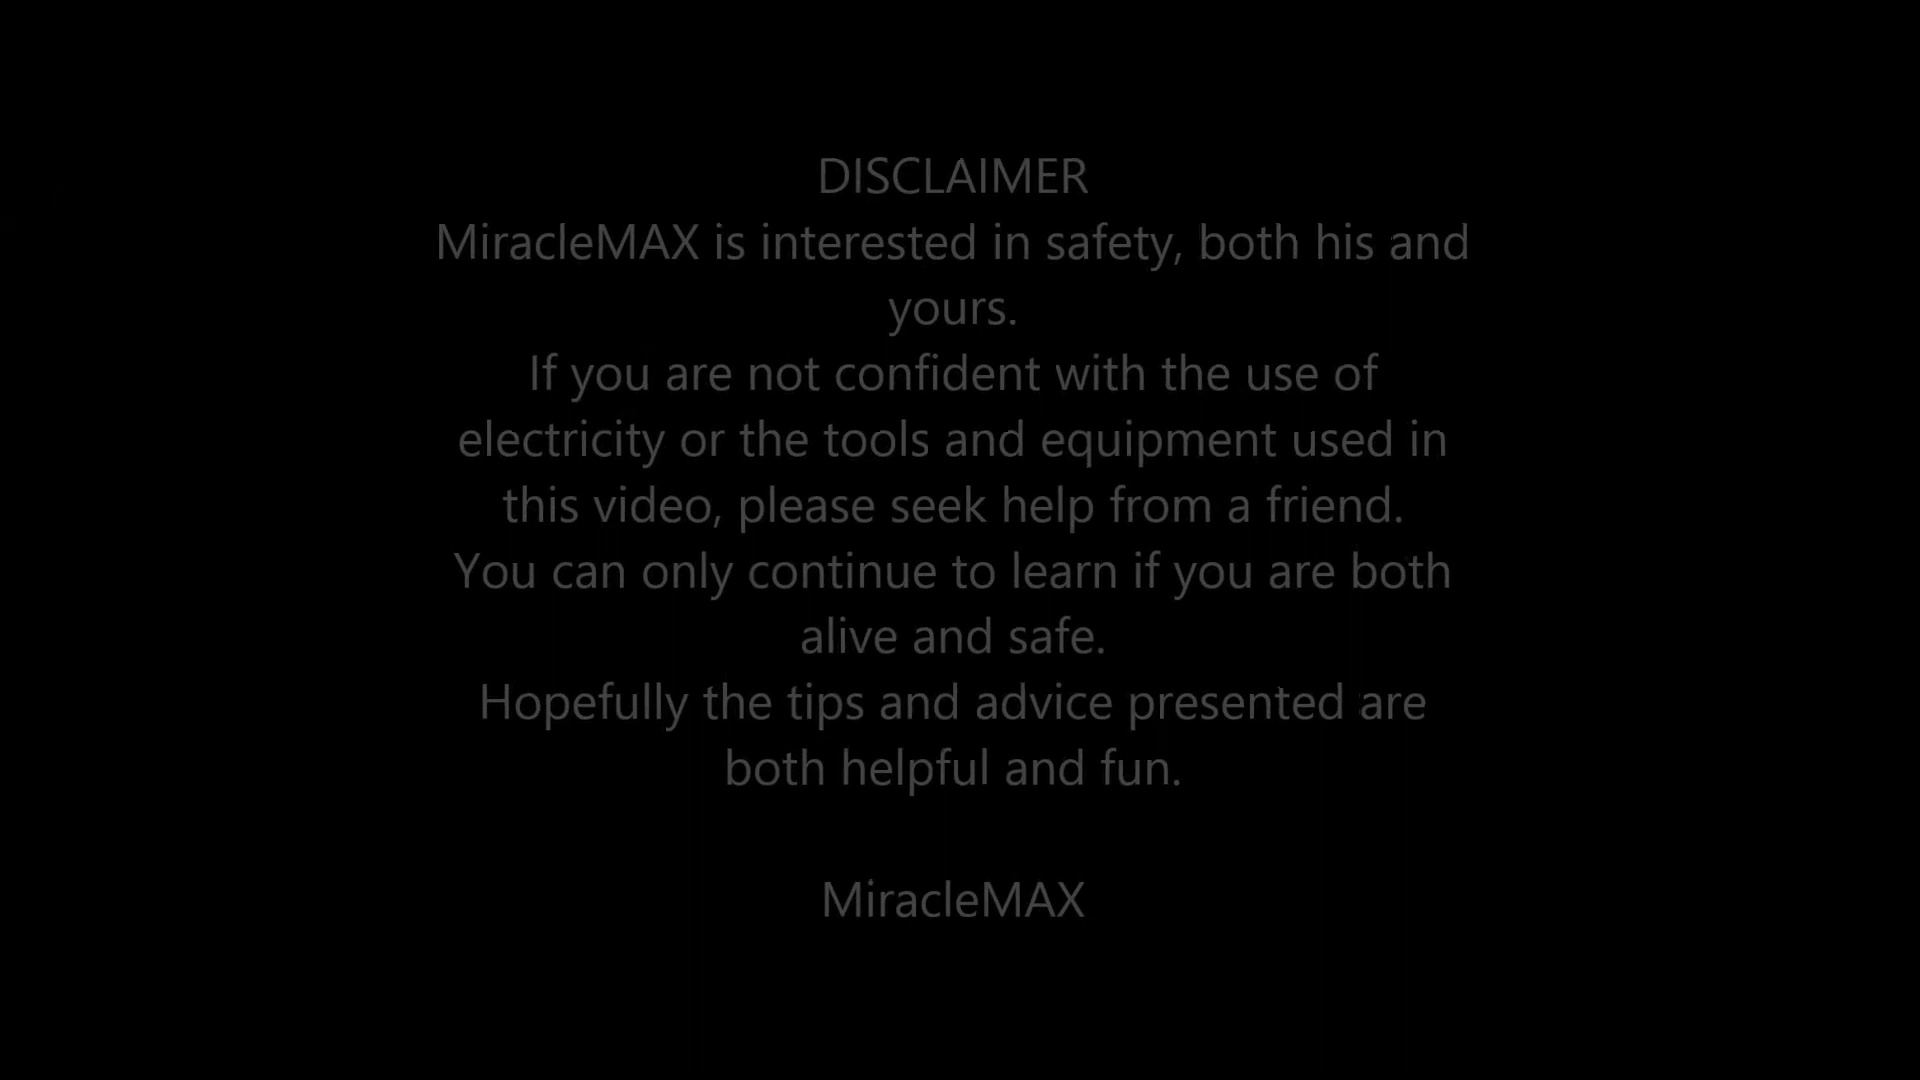 DISCLAIMER
MiracleMAX is interested in safety, both his and
yours.
If you are not confident with the use of
electricity or the tools and equipment used in
this video, please seek help from a friend.
You can only continue to learn if you are both
alive and safe.
Hopefully the tips and advice presented are
both helpful and fun.
MiracleMAX